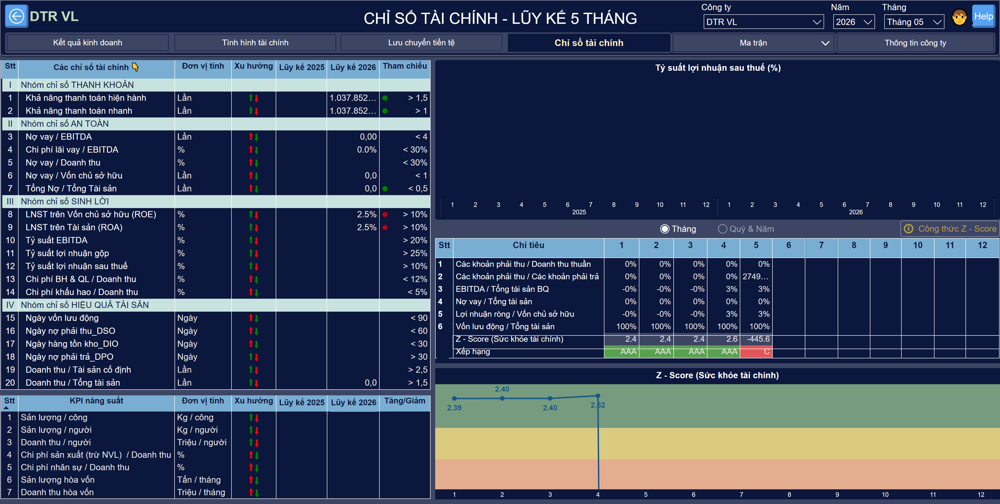 DTR VL
CHỈ SỐ TÀI CHÍNH - LŨY KẾ 5 THÁNG
Công ty
DTR VL
Năm
2026
Tháng
Tháng 05
Help
Kết quả kinh doanh
Tình hình tài chính
Lưu chuyển tiền tệ
Chỉ số tài chính
Ma trận
Thông tin công ty
Stt Các chỉ số tài chính Đơn vị tính Xu hướng Lũy kế 2025 Lũy kế 2026 Tham chiếu
I Nhóm chỉ số THANH KHOẢN
1 Khả năng thanh toán hiện hành Lần 1.037.852... > 1,5
2 Khả năng thanh toán nhanh Lần 1.037.852... > 1
II Nhóm chỉ số AN TOÀN
3 Nợ vay / EBITDA Lần 0,00 < 4
4 Chi phí lãi vay / EBITDA % 0.0% < 30%
5 Nợ vay / Doanh thu % < 30%
6 Nợ vay / Vốn chủ sở hữu Lần 0,0 < 1
7 Tổng Nợ / Tổng Tài sản Lần 0,0 < 0,5
III Nhóm chỉ số SINH LỜI
8 LNST trên Vốn chủ sở hữu (ROE) % 2.5% > 10%
9 LNST trên Tài sản (ROA) % 2.5% > 10%
10 Tỷ suất EBITDA % > 20%
11 Tỷ suất lợi nhuận gộp % > 25%
12 Tỷ suất lợi nhuận sau thuế % > 10%
13 Chi phí BH & QL / Doanh thu % < 12%
14 Chi phí khấu hao / Doanh thu % < 5%
IV Nhóm chỉ số HIỆU QUẢ TÀI SẢN
15 Ngày vốn lưu động Ngày < 90
16 Ngày nợ phải thu_DSO Ngày < 60
17 Ngày hàng tồn kho_DIO Ngày < 30
18 Ngày nợ phải trả_DPO Ngày > 30
19 Doanh thu / Tài sản cố định Lần > 2,5
20 Doanh thu / Tổng tài sản Lần 0,0 > 1,5
Stt KPI năng suất Đơn vị tính Xu hướng Lũy kế 2025 Lũy kế 2026 Tăng/Giảm
1 Sản lượng / công Kg / công
2 Sản lượng / người Kg / người
3 Doanh thu / người Triệu / người
4 Chi phí sản xuất (trừ NVL) / Doanh thu %
5 Chi phí nhân sự / Doanh thu %
6 Sản lượng hòa vốn Tấn / tháng
7 Doanh thu hòa vốn Triệu / tháng
Tỷ suất lợi nhuận sau thuế (%)
1 2 3 4 5 6 7 8 9 10 11 12 1 2 3 4 5 6 7 8 9 10 11 12
2025 2026
Tháng Quý & Năm
Công thức Z - Score
Stt Chỉ tiêu 1 2 3 4 5 6 7 8 9 10 11 12
1 Các khoản phải thu / Doanh thu thuần 0% 0% 0% 0% 0%
2 Các khoản phải thu / Các khoản phải trả 0% 0% 0% 0% 2749...
3 EBITDA / Tổng tài sản BQ -0% -0% -0% 3% 3%
4 Nợ vay / Tổng tài sản 0% 0% 0% 0% 0%
5 Lợi nhuận ròng / Vốn chủ sở hữu -0% -0% -0% 3% 3%
6 Vốn lưu động / Tổng tài sản 100% 100% 100% 100% 100%
Z - Score (Sức khỏe tài chính) 2.4 2.4 2.4 2.6 -445.6
Xếp hạng AAA AAA AAA AAA C
Z - Score (Sức khỏe tài chính)
2.39 2.40 2.40 2.62
1 2 3 4 5 6 7 8 9 10 11 12